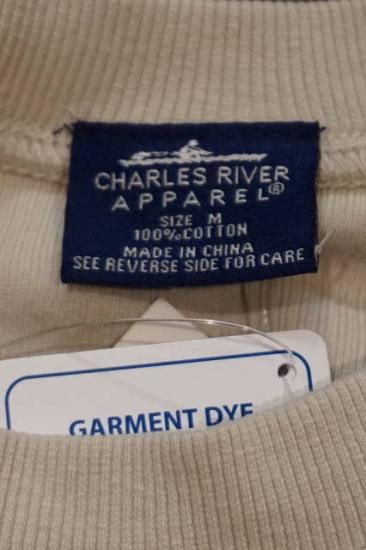 CHARLES RIVER
APPAREL®
SIZE M
100% COTTON
MADE IN CHINA
SEE REVERSE SIDE FOR CARE
GARMENT DYE